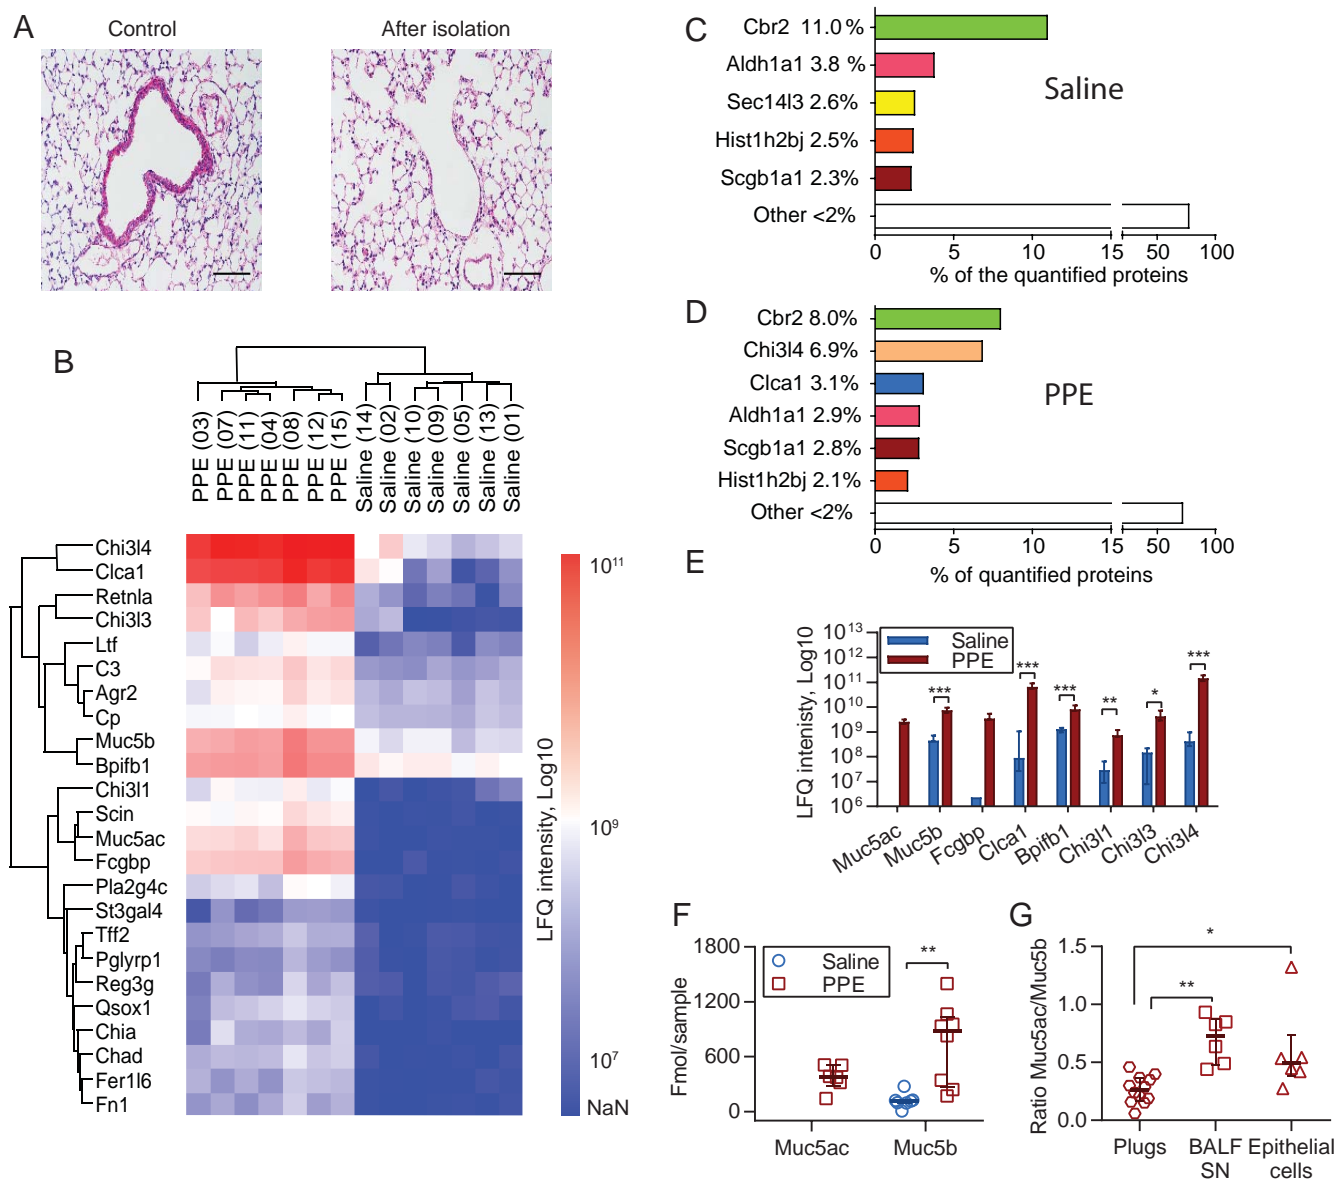 A
Control
After isolation
B
PPE (03)
PPE (07)
PPE (11)
PPE (04)
PPE (08)
PPE (12)
PPE (15)
Saline (14)
Saline (02)
Saline (10)
Saline (09)
Saline (05)
Saline (13)
Saline (01)
Chi3l4
Clca1
Retnla
Chi3l3
Ltf
C3
Agr2
Cp
Muc5b
Bpifb1
Chi3l1
Scin
Muc5ac
Fcgbp
Pla2g4c
St3gal4
Tff2
Pglyrp1
Reg3g
Qsox1
Chia
Chad
Fer1l6
Fn1
10¹¹
10⁹
10⁷
NaN
LFQ intensity, Log10
C
Cbr2 11.0 %
Aldh1a1 3.8 %
Sec14l3 2.6%
Hist1h2bj 2.5%
Scgb1a1 2.3%
Other <2%
Saline
0 5 10 15 50 100
% of the quantified proteins
D
Cbr2 8.0%
Chi3l4 6.9%
Clca1 3.1%
Aldh1a1 2.9%
Scgb1a1 2.8%
Hist1h2bj 2.1%
Other <2%
PPE
0 5 10 15 50 100
% of quantified proteins
E
LFQ intenisity, Log10
10¹³
10¹²
10¹¹
10¹⁰
10⁹
10⁸
10⁷
10⁶
Saline
PPE
***
***
***
**
*
***
Muc5ac
Muc5b
Fcgbp
Clca1
Bpifb1
Chi3l1
Chi3l3
Chi3l4
F
Fmol/sample
1800
1200
600
0
Saline
PPE
**
Muc5ac
Muc5b
G
Ratio Muc5ac/Muc5b
1.5
1.0
0.5
0.0
*
**
Plugs
BALF
SN
Epithelial
cells